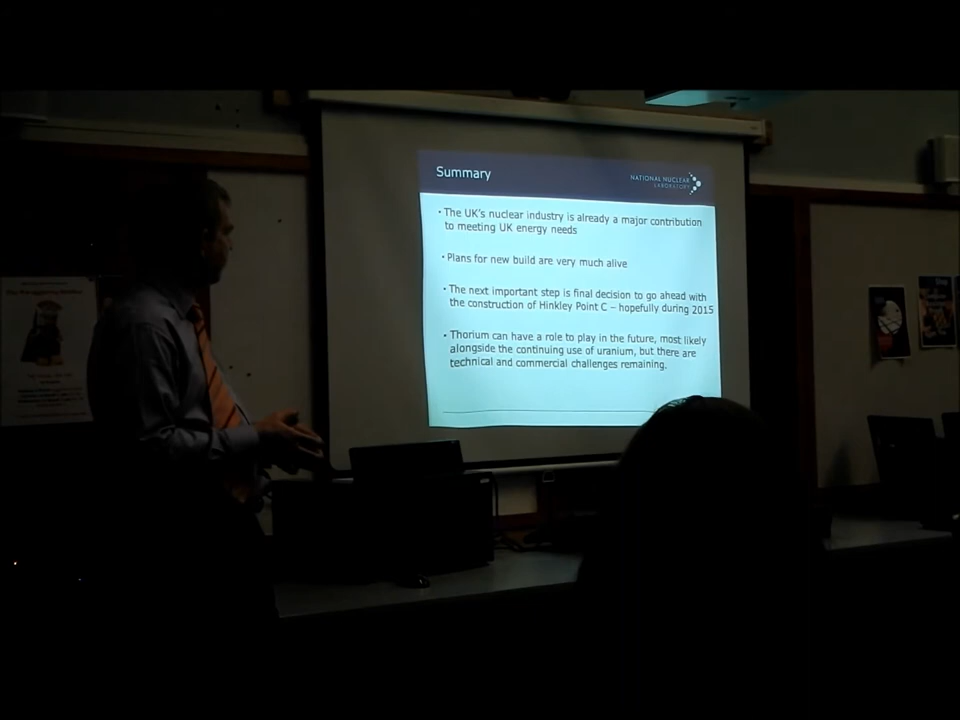 Summary
NATIONAL NUCLEAR
LABORATORY
• The UK's nuclear industry is already a major contribution
to meeting UK energy needs
• Plans for new build are very much alive
• The next important step is final decision to go ahead with
the construction of Hinkley Point C – hopefully during 2015
• Thorium can have a role to play in the future, most likely
alongside the continuing use of uranium, but there are
technical and commercial challenges remaining.